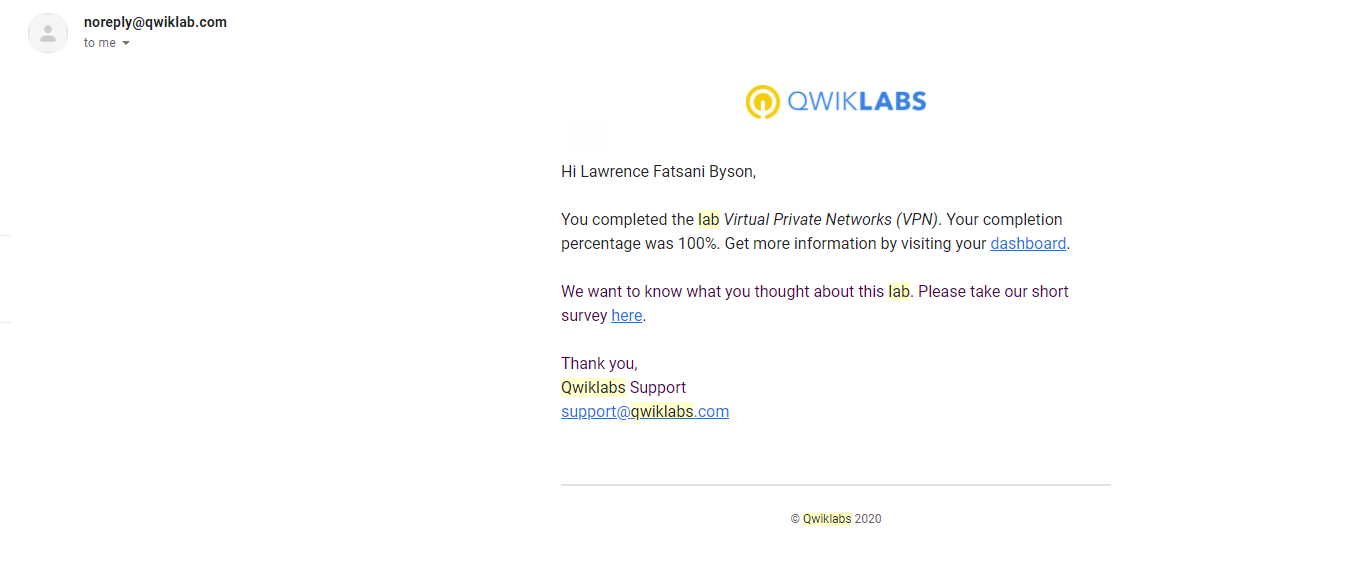 noreply@qwiklab.com
to me
QWIKLABS
Hi Lawrence Fatsani Byson,
You completed the lab Virtual Private Networks (VPN). Your completion
percentage was 100%. Get more information by visiting your dashboard.
We want to know what you thought about this lab. Please take our short
survey here.
Thank you,
Qwiklabs Support
support@qwiklabs.com
© Qwiklabs 2020